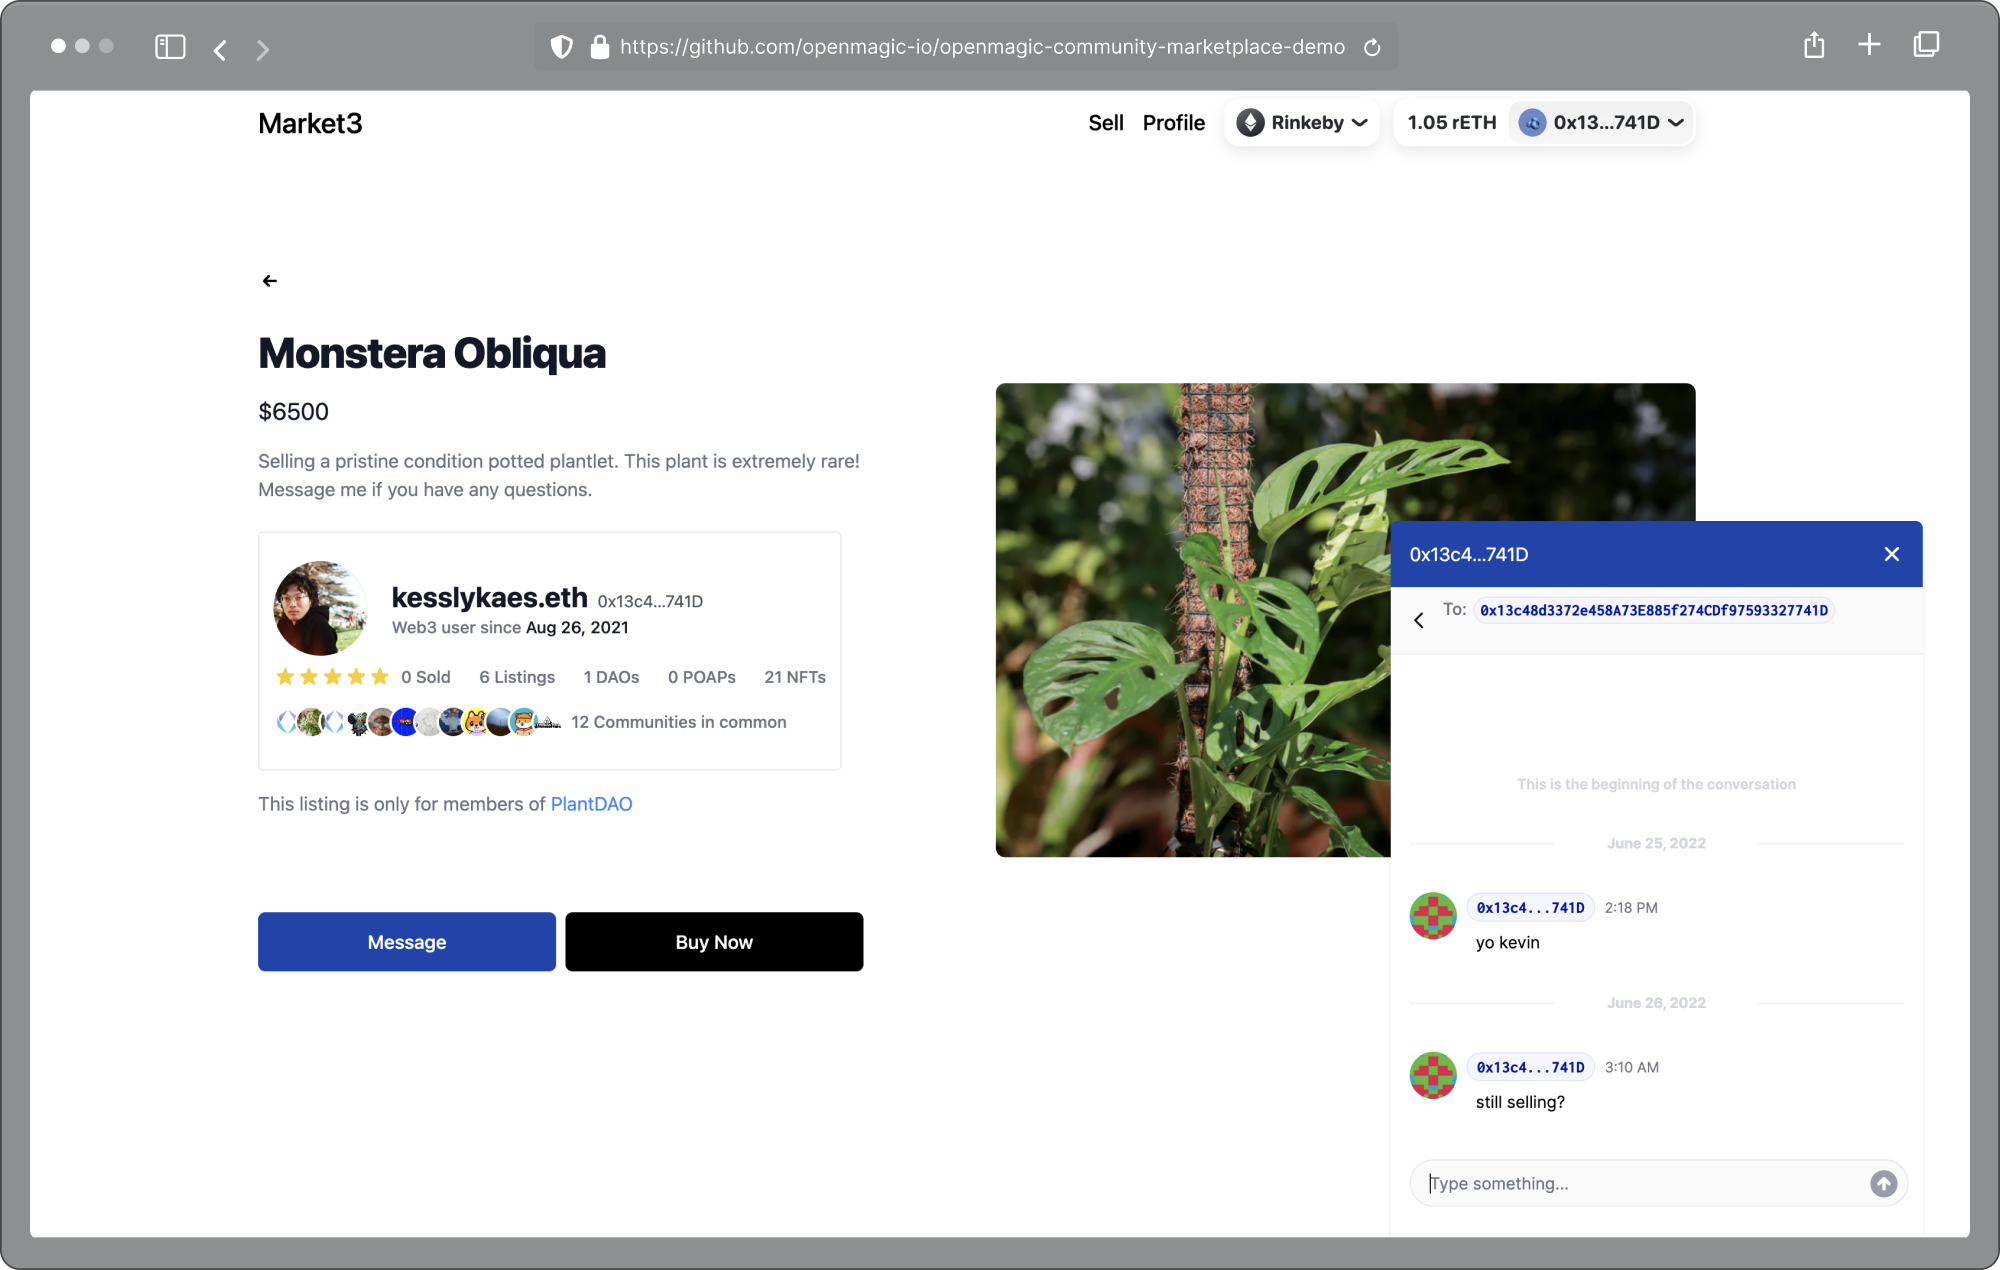 https://github.com/openmagic-io/openmagic-community-marketplace-demo
Market3
Sell
Profile
Rinkeby
1.05 rETH
0x13...741D
Monstera Obliqua
$6500
Selling a pristine condition potted plantlet. This plant is extremely rare!
Message me if you have any questions.
kesslykaes.eth 0x13c4...741D
Web3 user since Aug 26, 2021
0 Sold
6 Listings
1 DAOs
0 POAPs
21 NFTs
12 Communities in common
This listing is only for members of PlantDAO
Message
Buy Now
0x13c4...741D
To: 0x13c48d3372e458A73E885f274CDf97593327741D
This is the beginning of the conversation
June 25, 2022
0x13c4...741D 2:18 PM
yo kevin
June 26, 2022
0x13c4...741D 3:10 AM
still selling?
Type something...